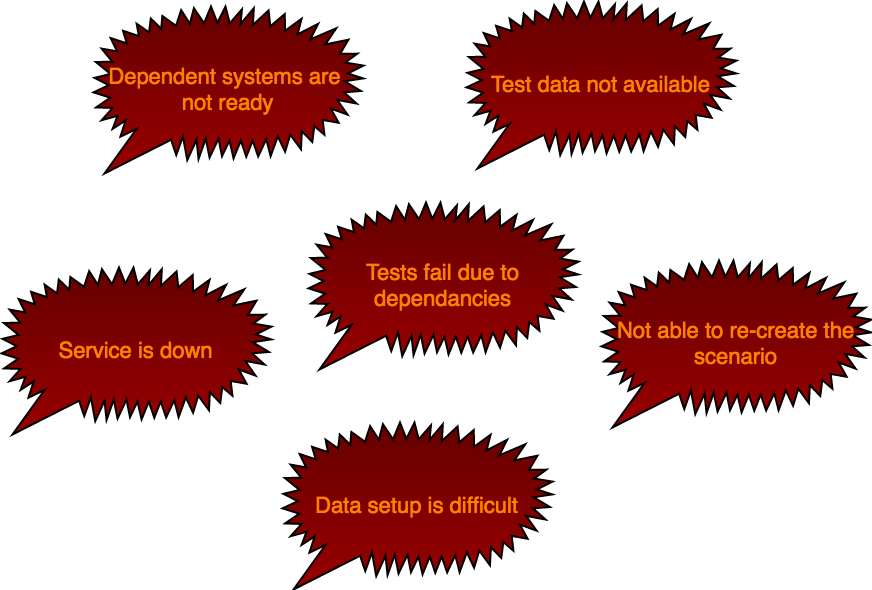 Dependent systems are
not ready
Test data not available
Tests fail due to
dependancies
Service is down
Not able to re-create the
scenario
Data setup is difficult